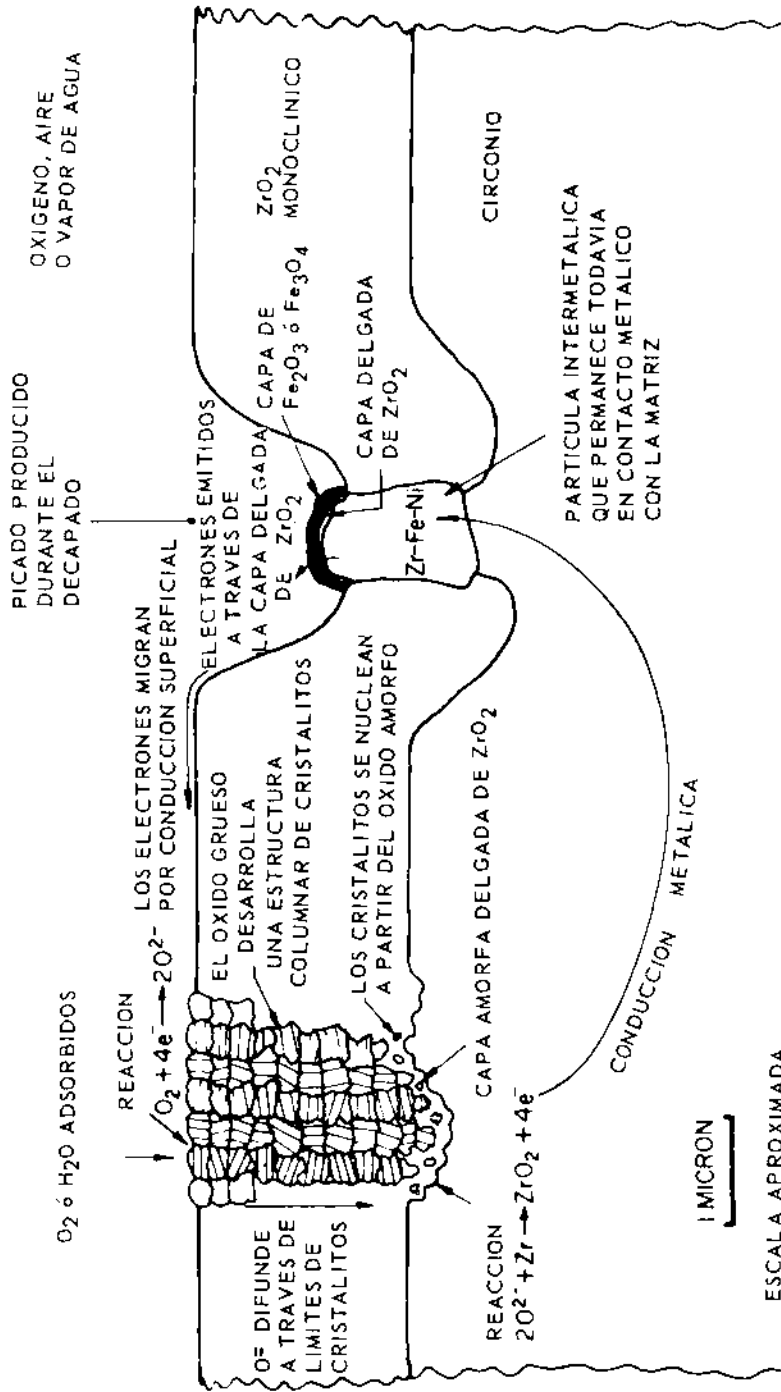 O₂ ó H₂O ADSORBIDOS
REACCION
O₂ + 4e⁻ → 2O²⁻
LOS ELECTRONES MIGRAN
POR CONDUCCION SUPERFICIAL
PICADO PRODUCIDO
DURANTE EL
DECAPADO
OXIGENO, AIRE
O VAPOR DE AGUA
O= DIFUNDE
A TRAVES DE
LIMITES DE
CRISTALITOS
EL OXIDO GRUESO
DESARROLLA
UNA ESTRUCTURA
COLUMNAR DE CRISTALITOS
ELECTRONES EMITIDOS
A TRAVES DE
LA CAPA DELGADA
DE ZrO₂
CAPA DE
Fe₂O₃ ó Fe₃O₄
ZrO₂
MONOCLINICO
CAPA DELGADA
DE ZrO₂
LOS CRISTALITOS SE NUCLEAN
A PARTIR DEL OXIDO AMORFO
Zr-Fe-Ni
REACCION
2O²⁻ + Zr → ZrO₂ + 4e⁻
CAPA AMORFA DELGADA DE ZrO₂
PARTICULA INTERMETALICA
QUE PERMANECE TODAVIA
EN CONTACTO METALICO
CON LA MATRIZ
CIRCONIO
CONDUCCION METALICA
1 MICRON
ESCALA APROXIMADA